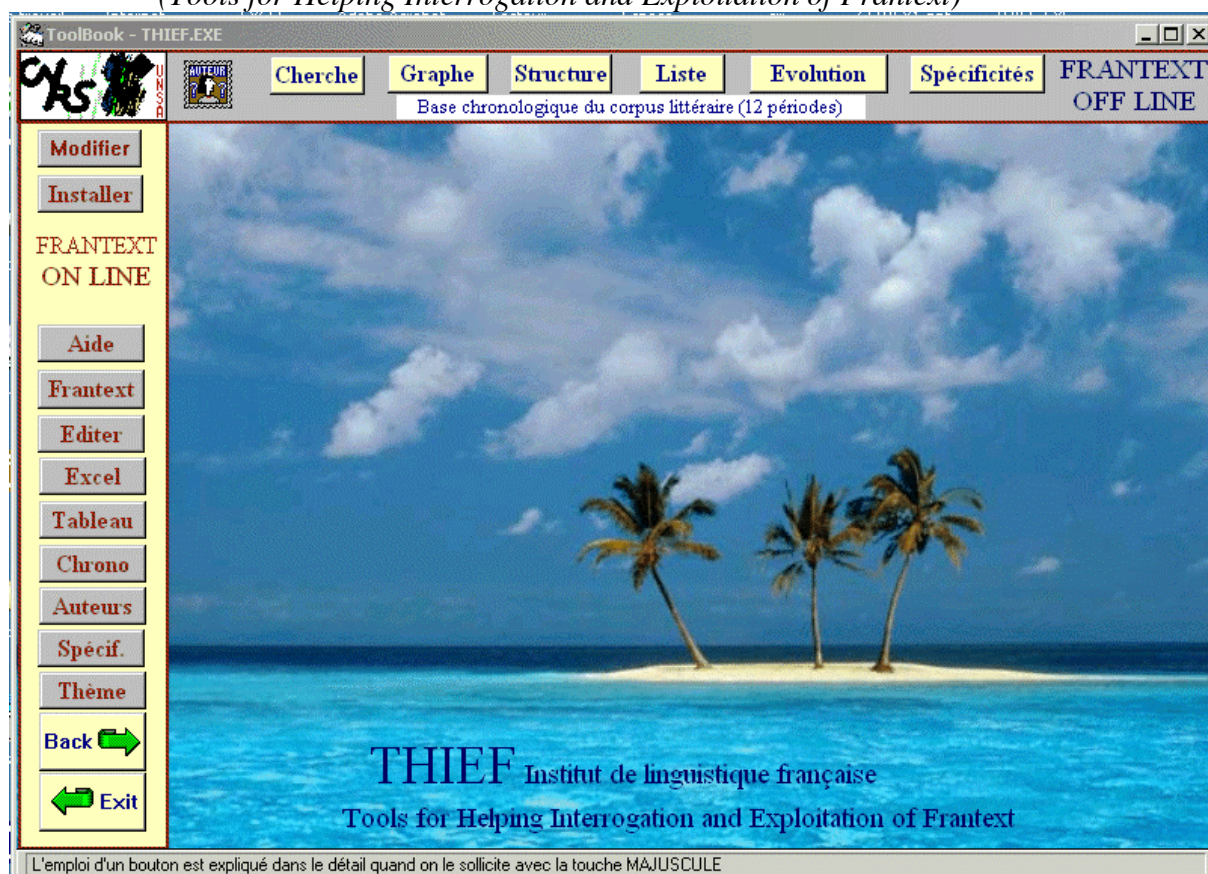 (Tools for Helping Interrogation and Exploitation of Frantext)
ToolBook - THIEF.EXE
CNRS
UNSA
AUTEUR
Cherche
Graphe
Structure
Liste
Evolution
Spécificités
FRANTEXT
OFF LINE
Base chronologique du corpus littéraire (12 périodes)
Modifier
Installer
FRANTEXT
ON LINE
Aide
Frantext
Editer
Excel
Tableau
Chrono
Auteurs
Spécif.
Thème
Back
Exit
THIEF Institut de linguistique française
Tools for Helping Interrogation and Exploitation of Frantext
L'emploi d'un bouton est expliqué dans le détail quand on le sollicite avec la touche MAJUSCULE